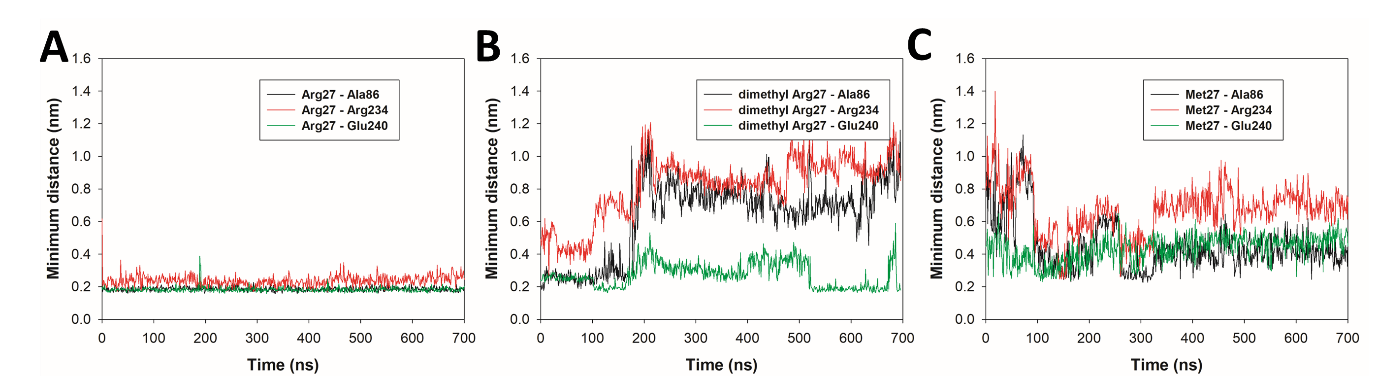 A
Minimum distance (nm)
1.6
1.4
1.2
1.0
0.8
0.6
0.4
0.2
0.0
Arg27 - Ala86
Arg27 - Arg234
Arg27 - Glu240
0 100 200 300 400 500 600 700
Time (ns)
B
Minimum distance (nm)
1.6
1.4
1.2
1.0
0.8
0.6
0.4
0.2
0.0
dimethyl Arg27 - Ala86
dimethyl Arg27 - Arg234
dimethyl Arg27 - Glu240
0 100 200 300 400 500 600 700
Time (ns)
C
Minimum distance (nm)
1.6
1.4
1.2
1.0
0.8
0.6
0.4
0.2
0.0
Met27 - Ala86
Met27 - Arg234
Met27 - Glu240
0 100 200 300 400 500 600 700
Time (ns)